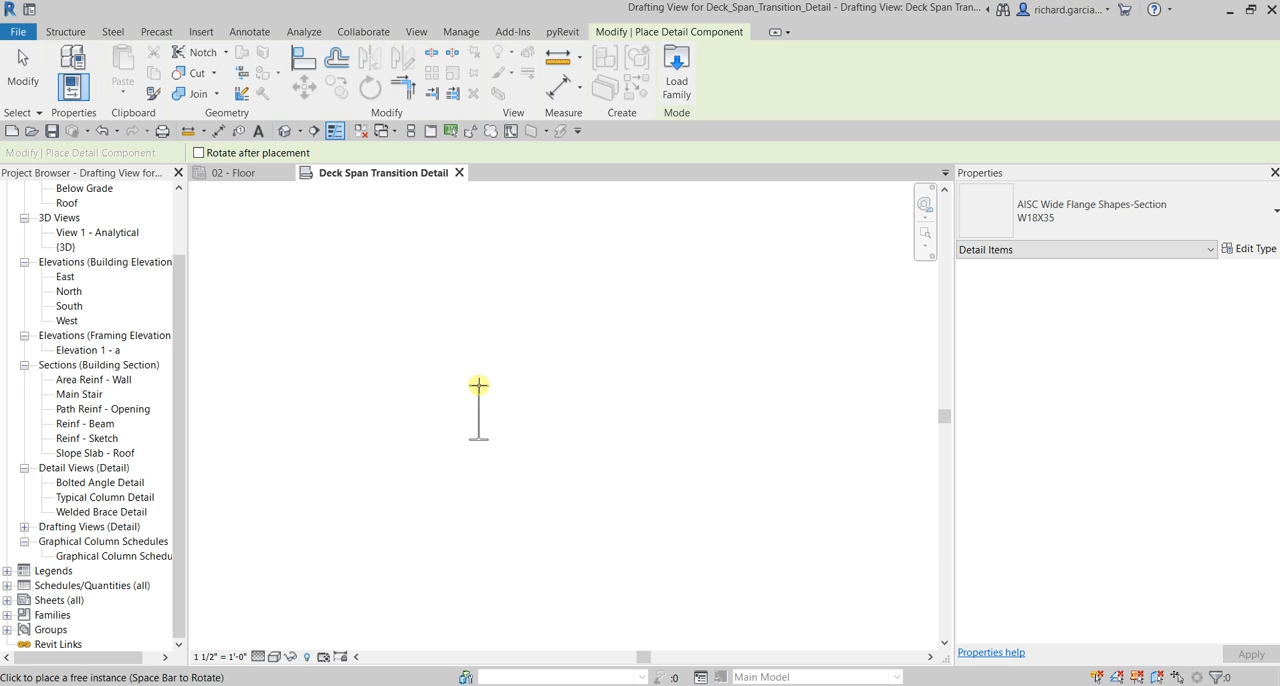 Drafting View for Deck_Span_Transition_Detail - Drafting View: Deck Span Tran...
richard.garcia...
File Structure Steel Precast Insert Annotate Analyze Collaborate View Manage Add-Ins pyRevit Modify | Place Detail Component
Modify Paste Notch Cut Join Load Family
Select Properties Clipboard Geometry Modify View Measure Create Mode
Modify | Place Detail Component Rotate after placement
Project Browser - Drafting View for... 02 - Floor Deck Span Transition Detail Properties
Below Grade
Roof
3D Views
View 1 - Analytical
{3D}
Elevations (Building Elevation
East
North
South
West
Elevations (Framing Elevation
Elevation 1 - a
Sections (Building Section)
Area Reinf - Wall
Main Stair
Path Reinf - Opening
Reinf - Beam
Reinf - Sketch
Slope Slab - Roof
Detail Views (Detail)
Bolted Angle Detail
Typical Column Detail
Welded Brace Detail
Drafting Views (Detail)
Graphical Column Schedules
Graphical Column Schedu
Legends
Schedules/Quantities (all)
Sheets (all)
Families
Groups
Revit Links
AISC Wide Flange Shapes-Section
W18X35
Detail Items Edit Type
1 1/2" = 1'-0"
Properties help Apply
Click to place a free instance (Space Bar to Rotate) :0 Main Model :0